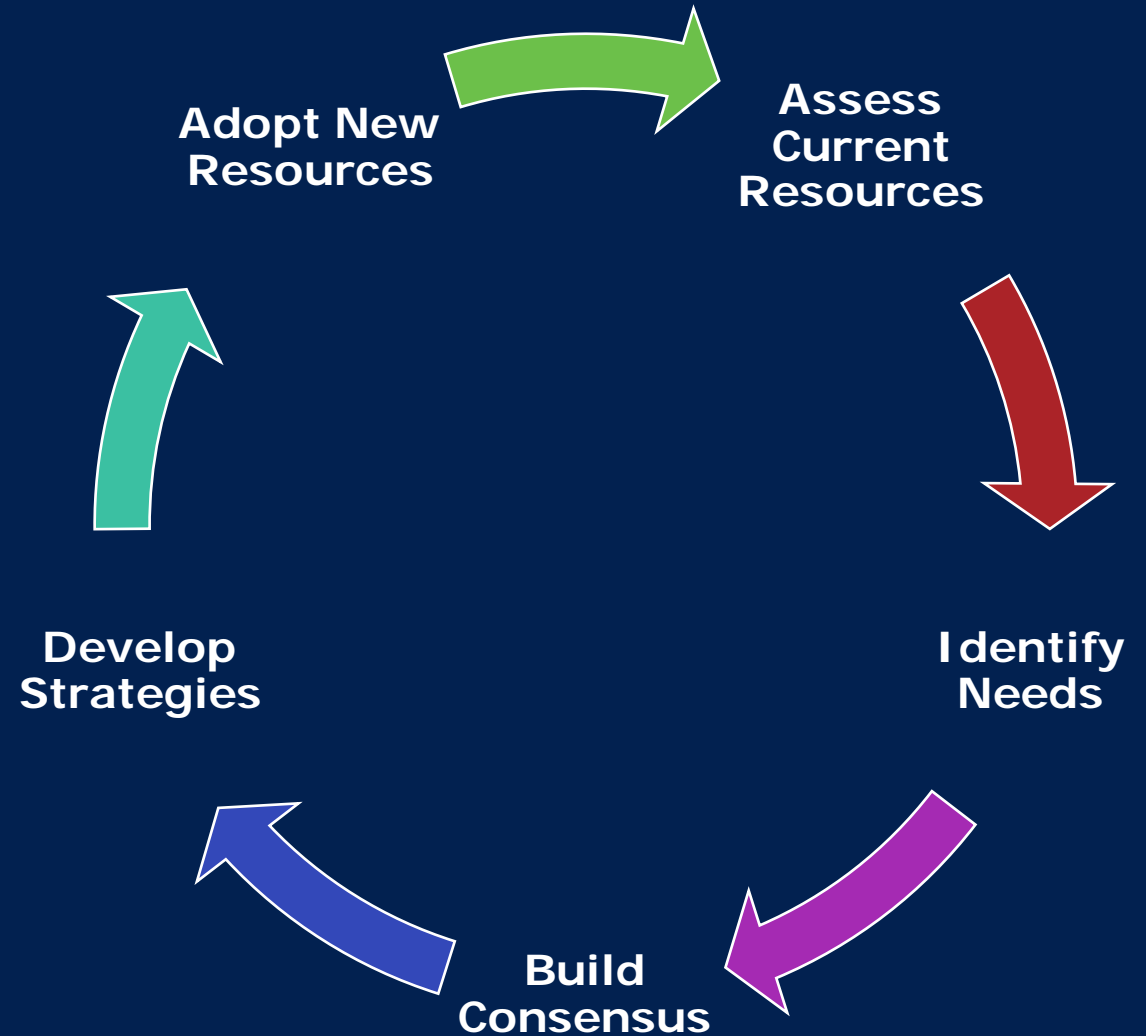 Adopt New
Resources
Assess
Current
Resources
Identify
Needs
Build
Consensus
Develop
Strategies